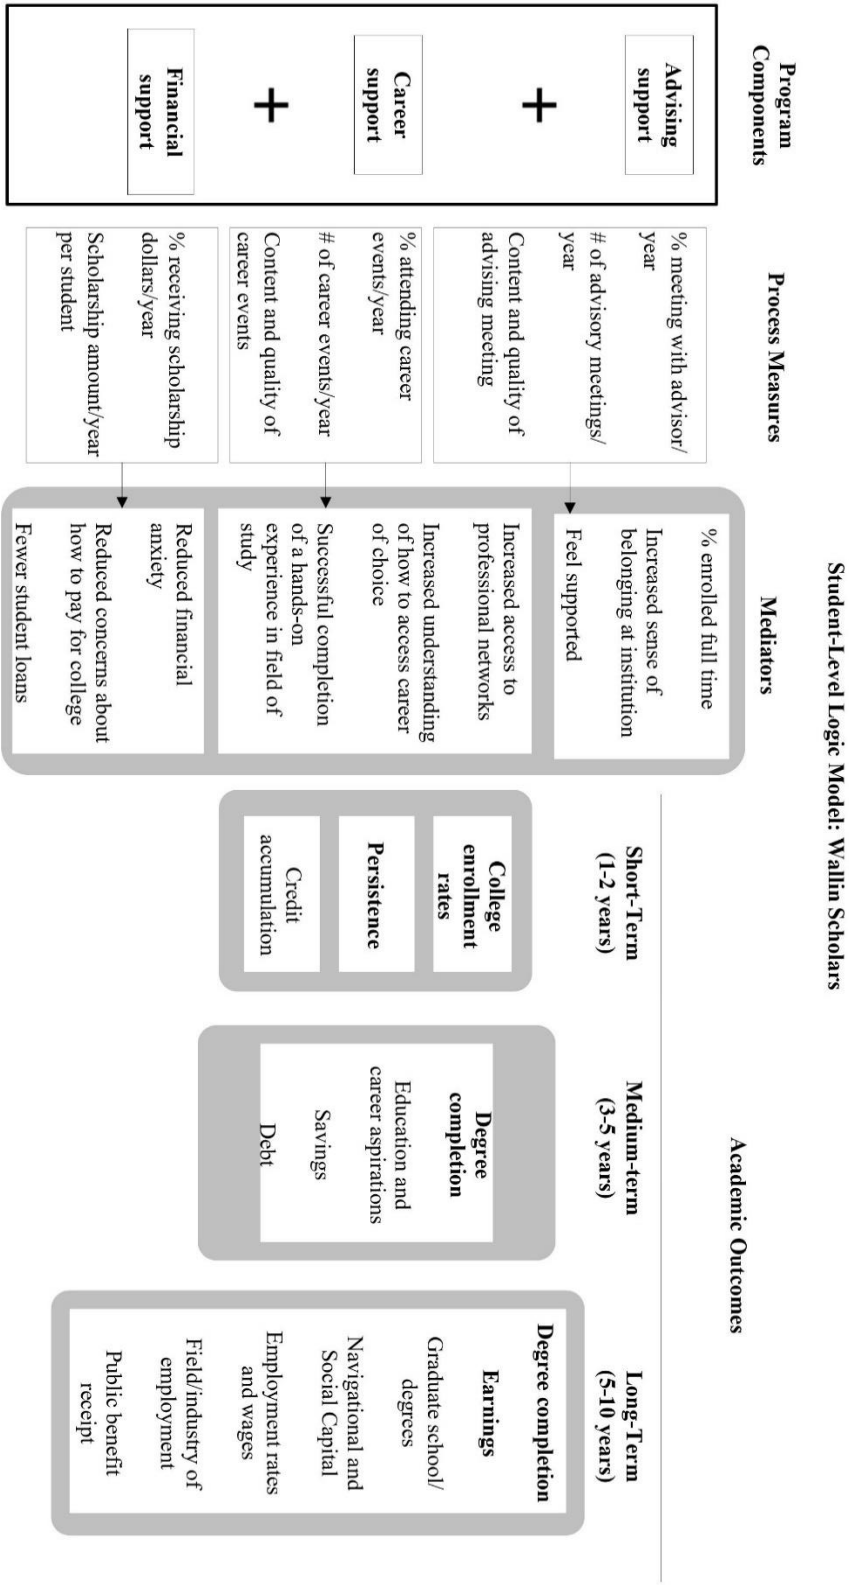 Student-Level Logic Model: Wallin Scholars
Program
Components
Process Measures
Mediators
Academic Outcomes
Short-Term
(1-2 years)
Medium-term
(3-5 years)
Long-Term
(5-10 years)
Advising
support
+
Career
support
+
Financial
support
% meeting with advisor/
year
# of advisory meetings/
year
Content and quality of
advising meeting
% attending career
events/year
# of career events/year
Content and quality of
career events
% receiving scholarship
dollars/year
Scholarship amount/year
per student
% enrolled full time
Increased sense of
belonging at institution
Feel supported
Increased access to
professional networks
Increased understanding
of how to access career
of choice
Successful completion
of a hands-on
experience in field of
study
Reduced financial
anxiety
Reduced concerns about
how to pay for college
Fewer student loans
College
enrollment
rates
Persistence
Credit
accumulation
Degree
completion
Education and
career aspirations
Savings
Debt
Degree completion
Earnings
Graduate school/
degrees
Navigational and
Social Capital
Employment rates
and wages
Field/industry of
employment
Public benefit
receipt